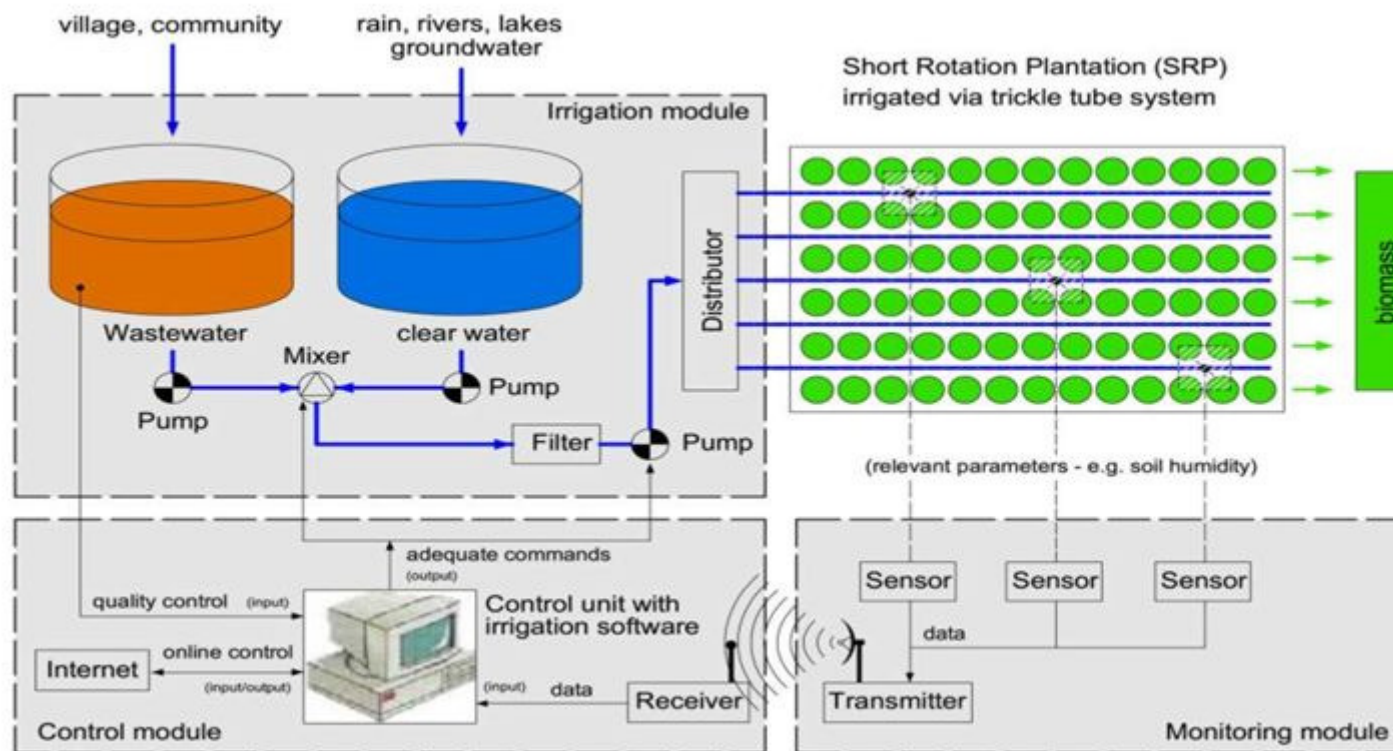 village, community
rain, rivers, lakes
groundwater
Short Rotation Plantation (SRP)
irrigated via trickle tube system
Irrigation module
Wastewater
clear water
Mixer
Pump
Pump
Filter
Pump
Distributor
biomass
(relevant parameters - e.g. soil humidity)
adequate commands
(output)
quality control (input)
Control unit with
irrigation software
Internet
online control
(input/output)
(input) data
Receiver
Control module
Sensor
Sensor
Sensor
data
Transmitter
Monitoring module